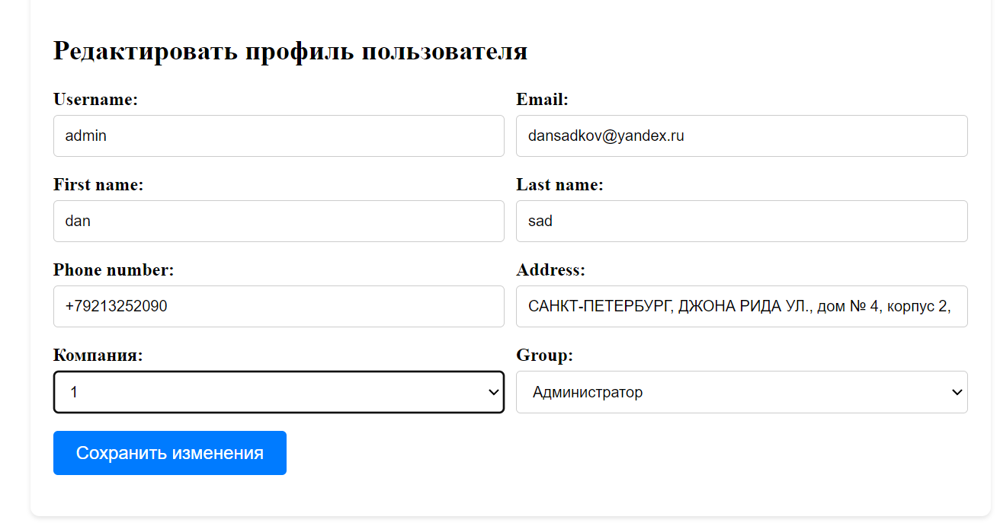 Редактировать профиль пользователя
Username:
Email:
admin
dansadkov@yandex.ru
First name:
Last name:
dan
sad
Phone number:
Address:
+79213252090
САНКТ-ПЕТЕРБУРГ, ДЖОНА РИДА УЛ., дом № 4, корпус 2,
Компания:
Group:
1
Администратор
Сохранить изменения